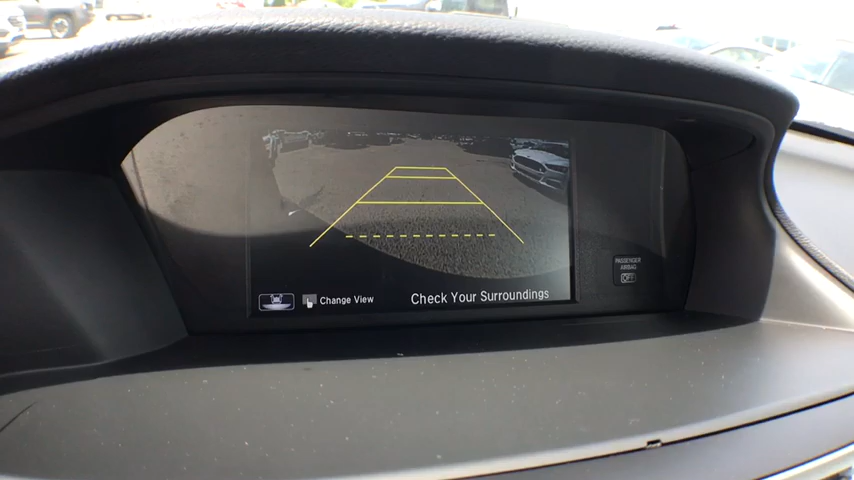 PASSENGER
AIRBAG
OFF
Change View
Check Your Surroundings